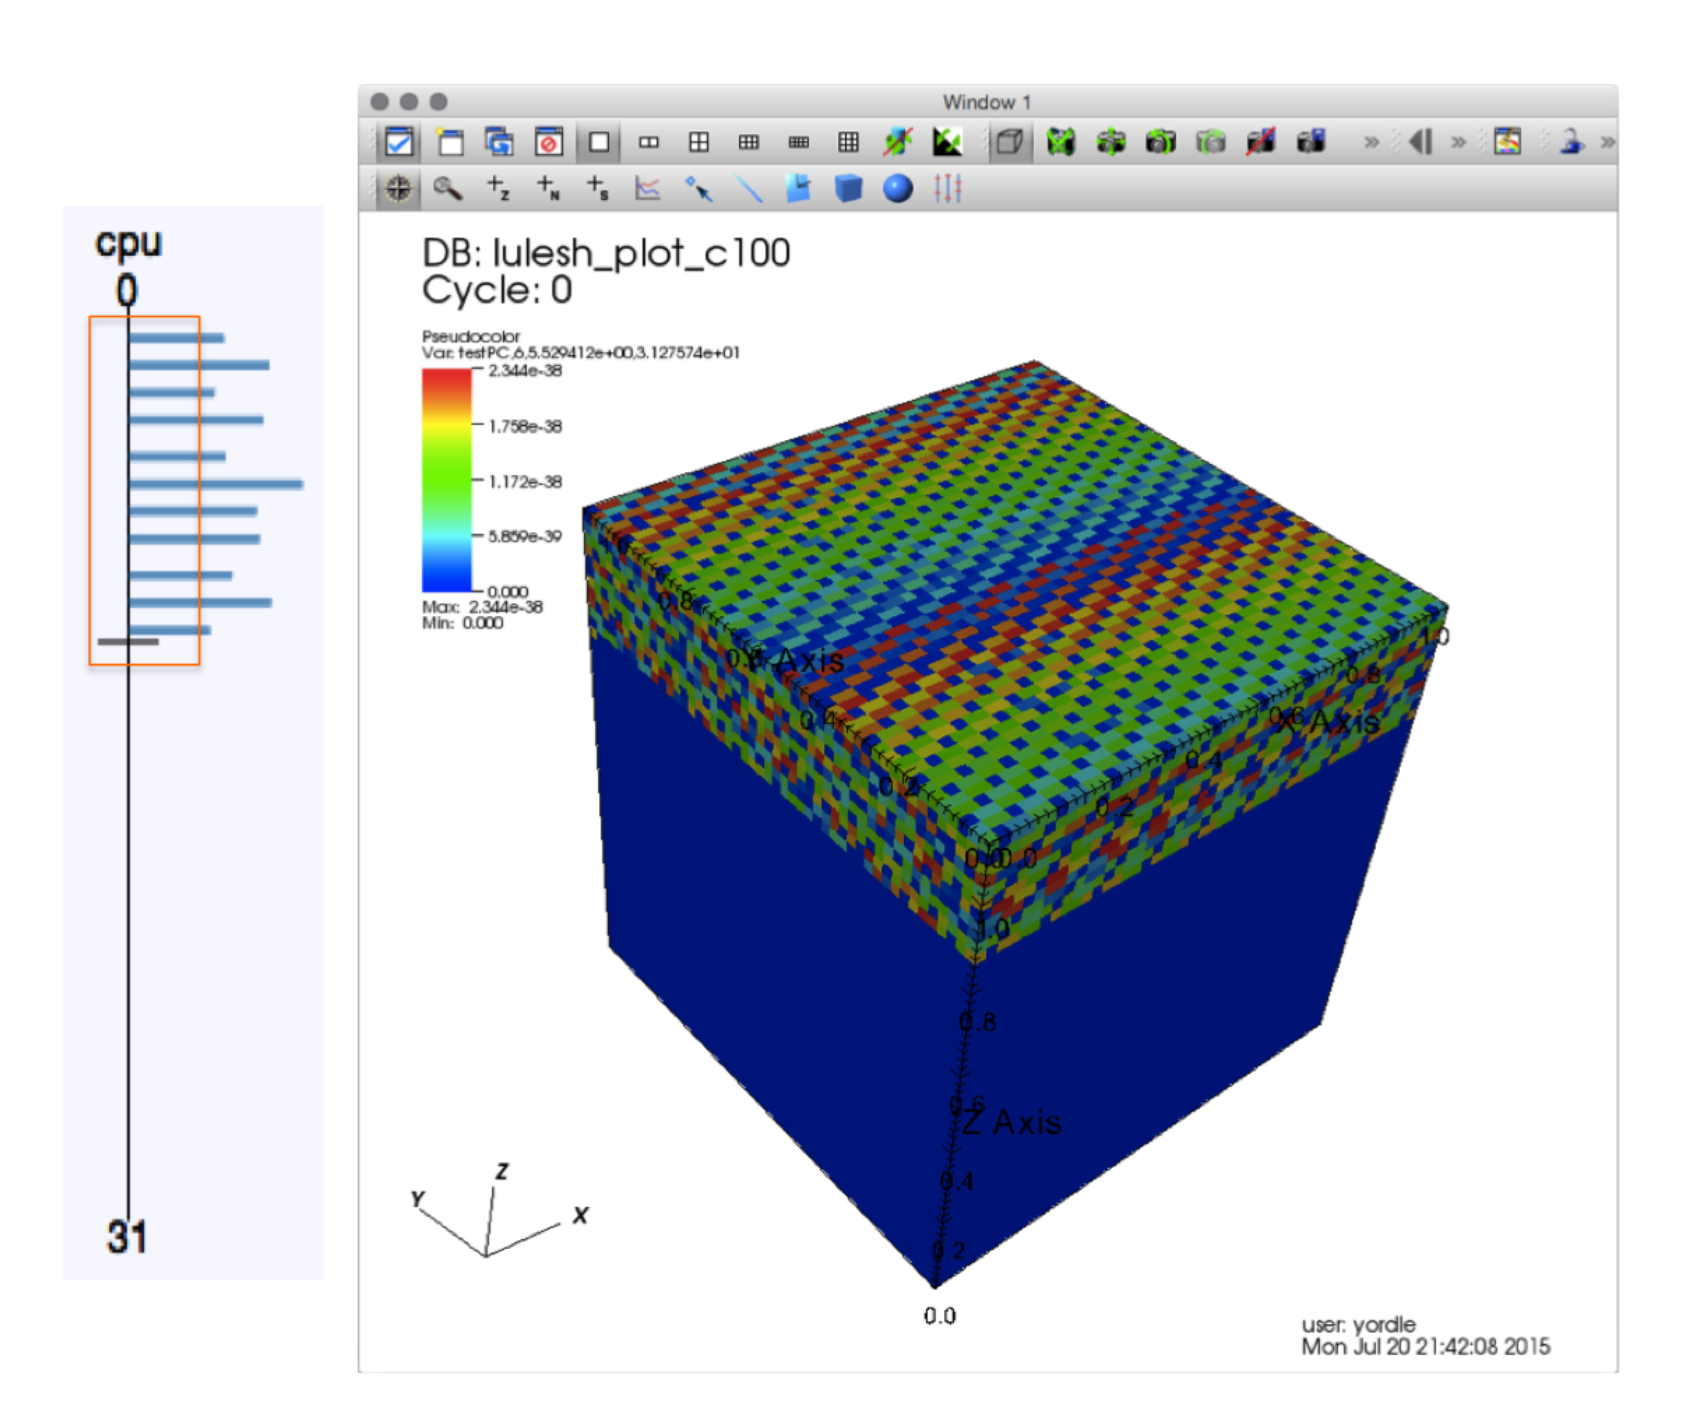 cpu
0
31
Window 1
Z
N
S
DB: lulesh_plot_c100
Cycle: 0
Pseudocolor
Var: testPC,6,5.529412e+00,3.127574e+01
2.344e-38
1.758e-38
1.172e-38
5.859e-39
0.000
Max: 2.344e-38
Min: 0.000
0.8
Y Axis
0.4
0.2
1.0
0.8
0.6
X Axis
0.4
0.2
0.0
1.0
0.8
0.6
Z Axis
0.4
0.2
0.0
Z
Y
X
user: yordle
Mon Jul 20 21:42:08 2015